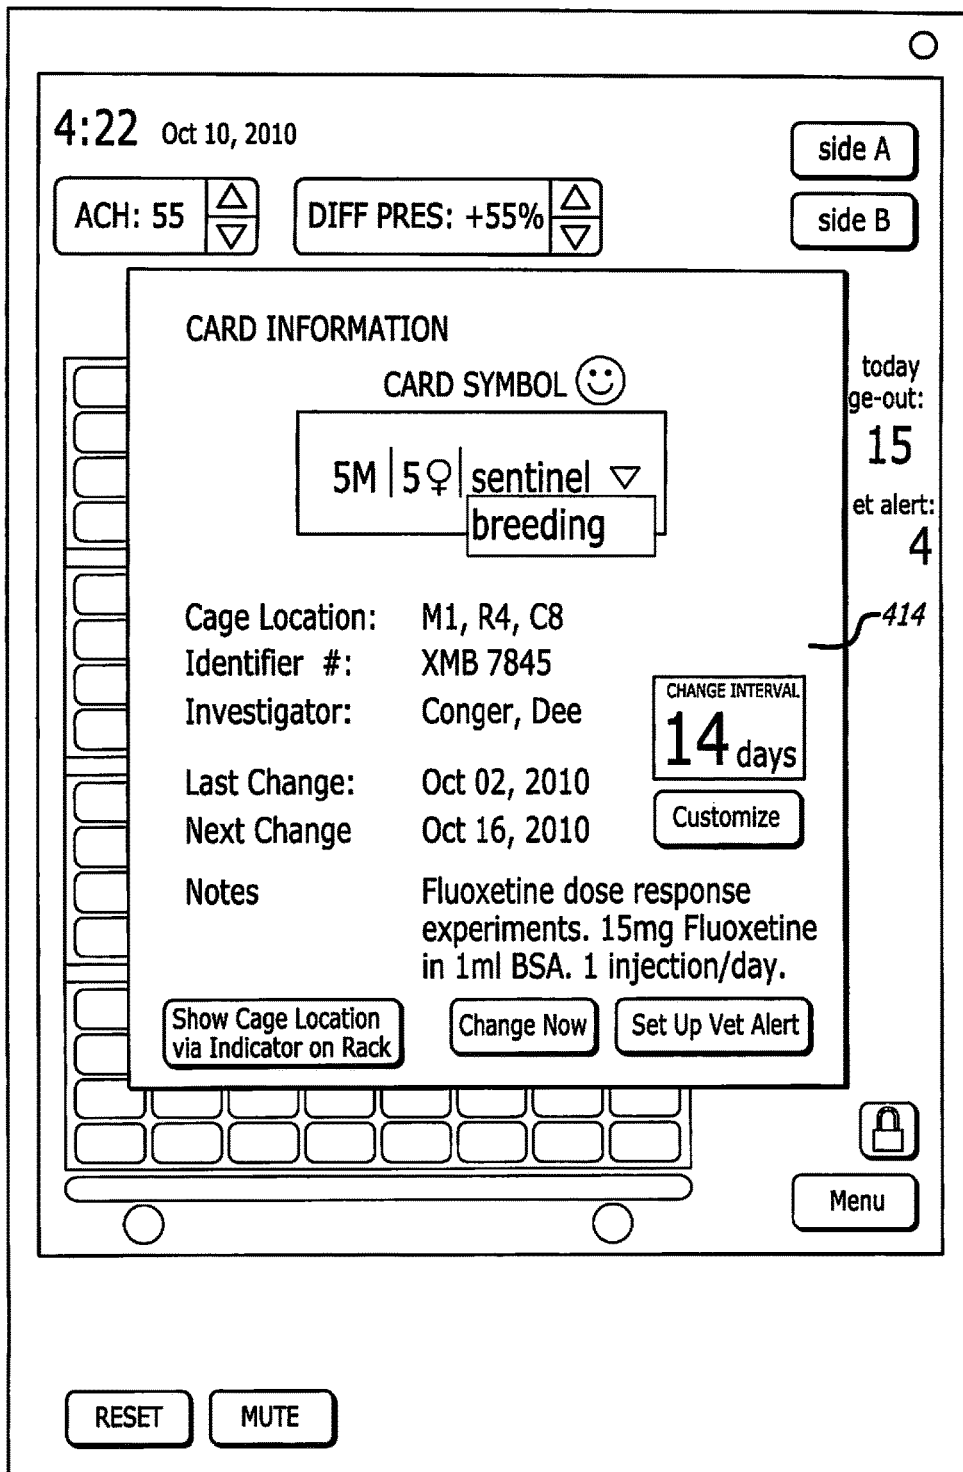 4:22 Oct 10, 2010
side A
ACH: 55
DIFF PRES: +55%
side B
CARD INFORMATION
CARD SYMBOL
5M | 5♀ | sentinel
breeding
today
ge-out:
15
et alert:
4
414
Cage Location: M1, R4, C8
Identifier #: XMB 7845
Investigator: Conger, Dee
CHANGE INTERVAL
14 days
Last Change: Oct 02, 2010
Next Change Oct 16, 2010
Customize
Notes Fluoxetine dose response
experiments. 15mg Fluoxetine
in 1ml BSA. 1 injection/day.
Show Cage Location
via Indicator on Rack
Change Now
Set Up Vet Alert
Menu
RESET
MUTE